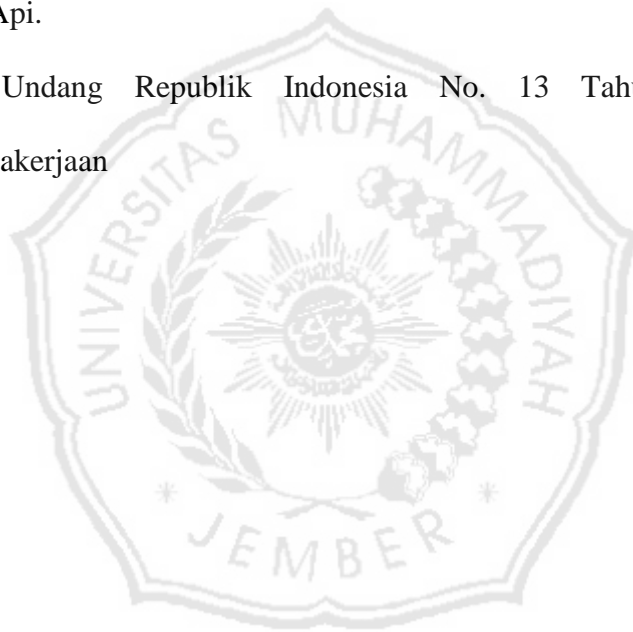 Api.
Undang Republik Indonesia No. 13 Tahu
akerjaan
UNIVERSITAS MUHAMMADIYAH
JEMBER